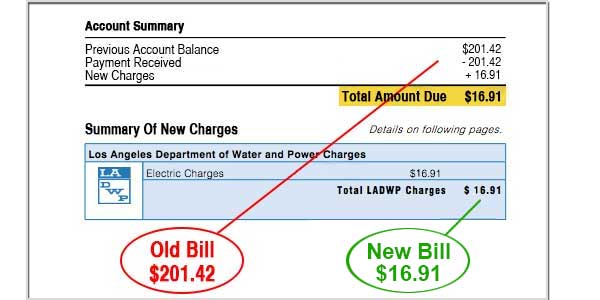 Account Summary
Previous Account Balance $201.42
Payment Received - 201.42
New Charges + 16.91
Total Amount Due $16.91
Summary Of New Charges Details on following pages.
Los Angeles Department of Water and Power Charges
LA
DWP
Electric Charges $16.91
Total LADWP Charges $ 16.91
Old Bill
$201.42
New Bill
$16.91